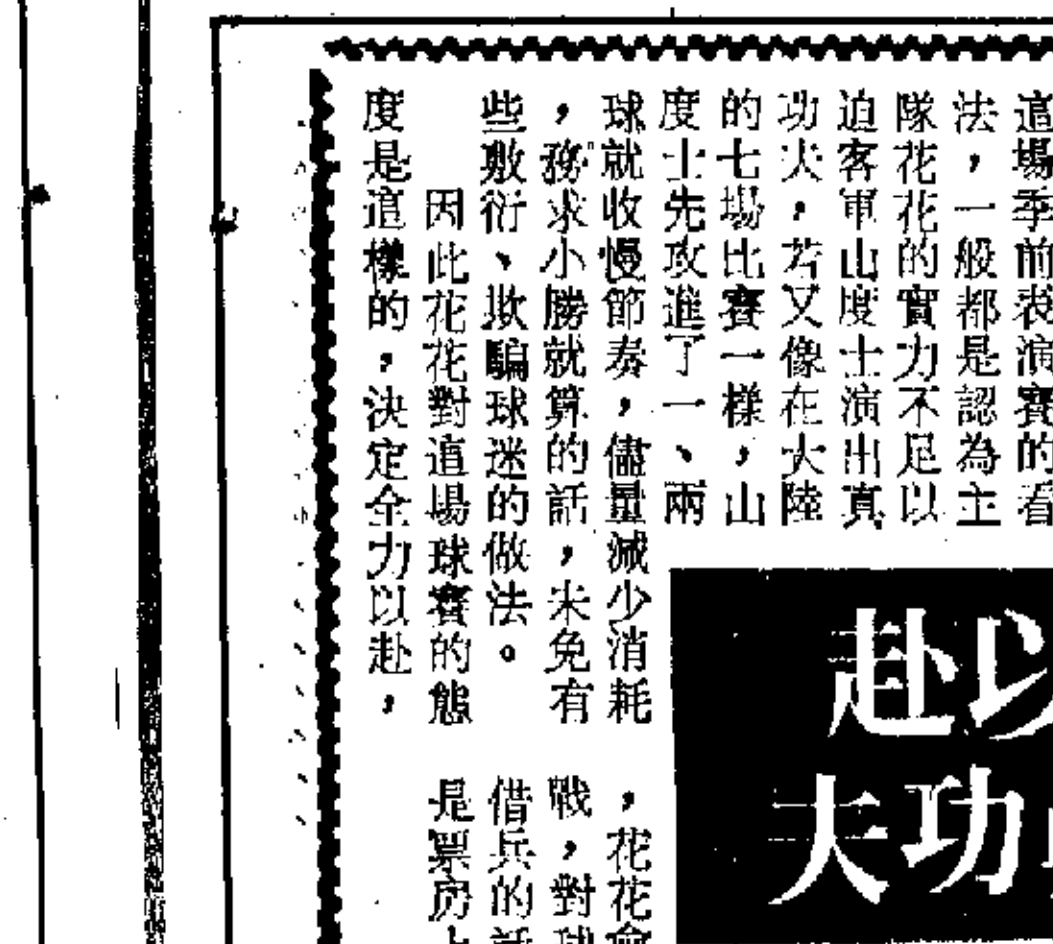 這場季前表演賽的看
法，一般都是認為主
隊花花的實力不足以
迫客軍山度士演出真
功夫，若又像在大陸
的七場比賽一樣，山
度士先攻進了一、兩
球就收慢節奏，儘量減少消耗
，務求小勝就算的話，未免有
些敷衍、欺騙球迷的做法。
因此花花對這場球賽的態
度是這樣的，決定全力以赴，
以
赴
功
大
，花花會
戰，對球
借兵的話
是票房上